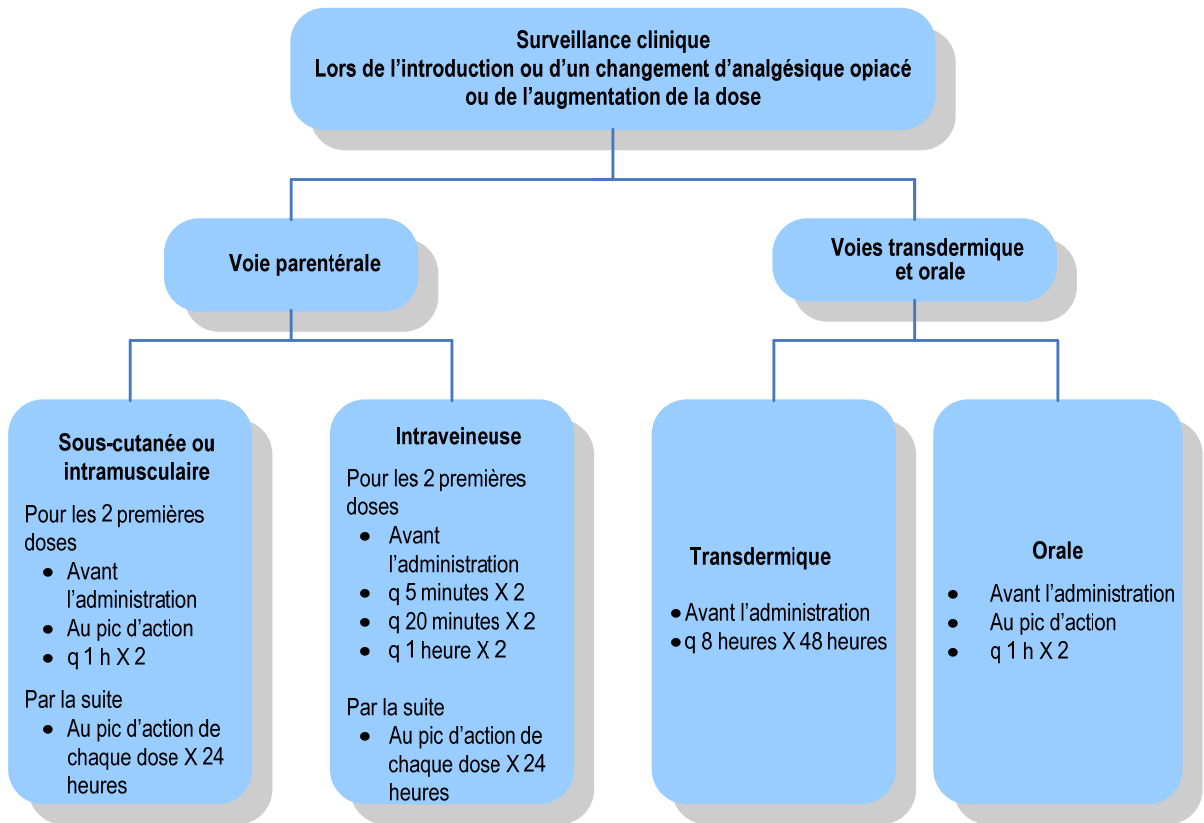 Surveillance clinique
Lors de l’introduction ou d’un changement d’analgésique opiacé
ou de l’augmentation de la dose
Voie parentérale
Voies transdermique
et orale
Sous-cutanée ou
intramusculaire
Pour les 2 premières
doses
• Avant
l’administration
• Au pic d’action
• q 1 h X 2
Par la suite
• Au pic d’action de
chaque dose X 24
heures
Intraveineuse
Pour les 2 premières
doses
• Avant
l’administration
• q 5 minutes X 2
• q 20 minutes X 2
• q 1 heure X 2
Par la suite
• Au pic d’action de
chaque dose X 24
heures
Transdermique
• Avant l’administration
• q 8 heures X 48 heures
Orale
• Avant l’administration
• Au pic d’action
• q 1 h X 2